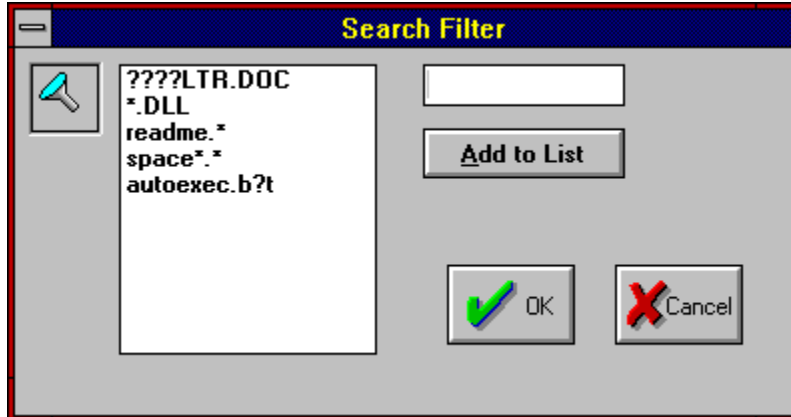 Search Filter
????LTR.DOC
*.DLL
readme.*
space*.*
autoexec.b?t
Add to List
OK
Cancel